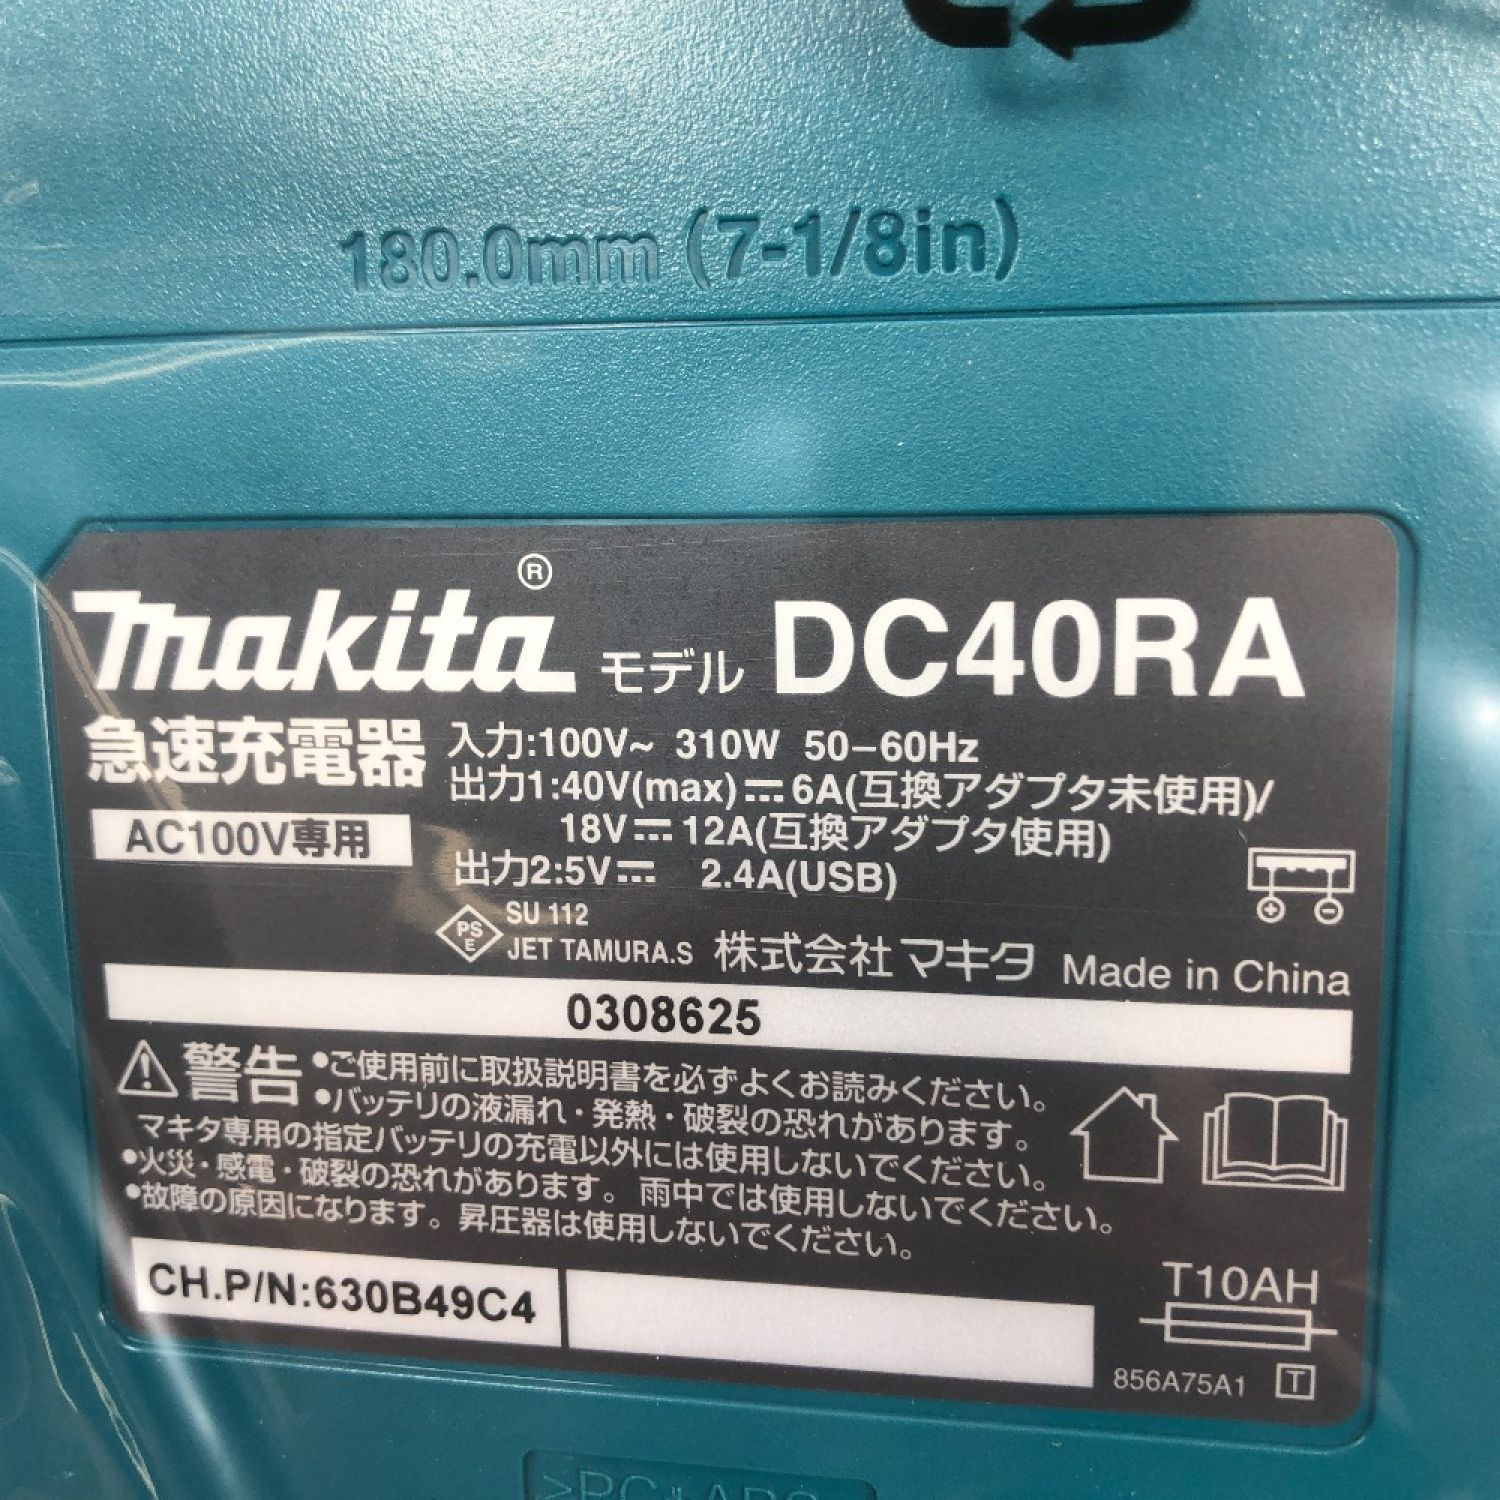 180.0mm (7-1/8in)
makita® モデル DC40RA
急速充電器
AC100V専用
入力:100V~ 310W 50-60Hz
出力1:40V(max)⎓6A(互換アダプタ未使用)/
18V⎓12A(互換アダプタ使用)
出力2:5V⎓ 2.4A(USB)
PSE SU 112
JET TAMURA.S 株式会社マキタ Made in China
0308625
警告 •ご使用前に取扱説明書を必ずよくお読みください。
•バッテリの液漏れ・発熱・破裂の恐れがあります。
マキタ専用の指定バッテリの充電以外には使用しないでください。
•火災・感電・破裂の恐れがあります。雨中では使用しないでください。
•故障の原因になります。昇圧器は使用しないでください。
CH.P/N:630B49C4
T10AH
856A75A1 T
>PC+ABS